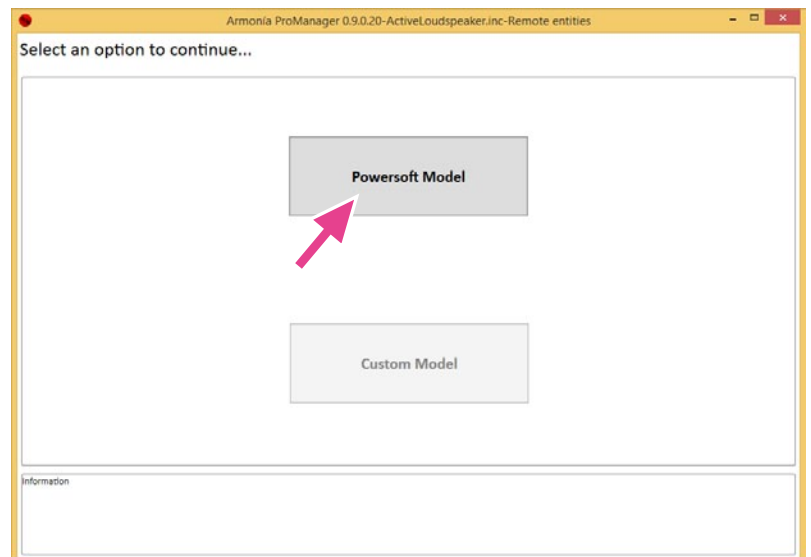 Armonía ProManager 0.9.0.20-ActiveLoudspeaker.inc-Remote entities
Select an option to continue...
Powersoft Model
Custom Model
Information